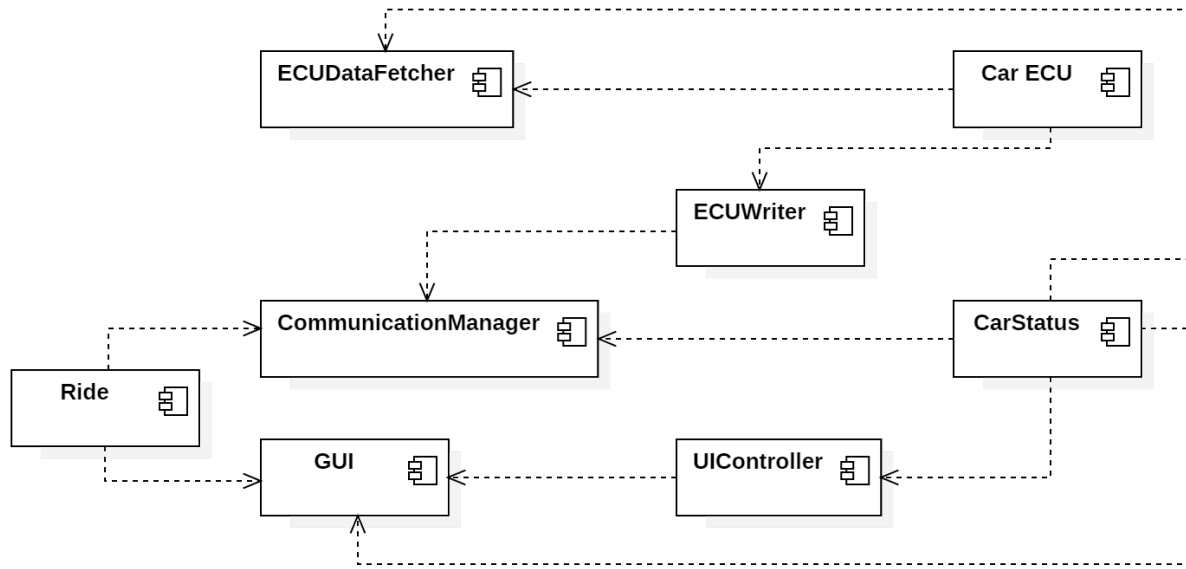 ECUDataFetcher
Car ECU
ECUWriter
CommunicationManager
CarStatus
Ride
GUI
UIController